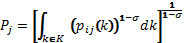 P_j = [∫_{k∈K} (p_{ij}(k))^{1-σ} dk]^{1/(1-σ)}